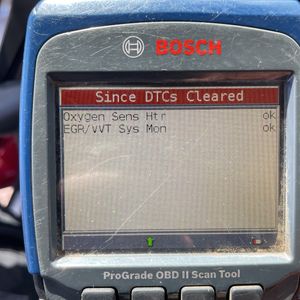 BOSCH
Since DTCs Cleared
Oxygen Sens Htr ok
EGR/VVT Sys Mon ok
ProGrade OBD II Scan Tool